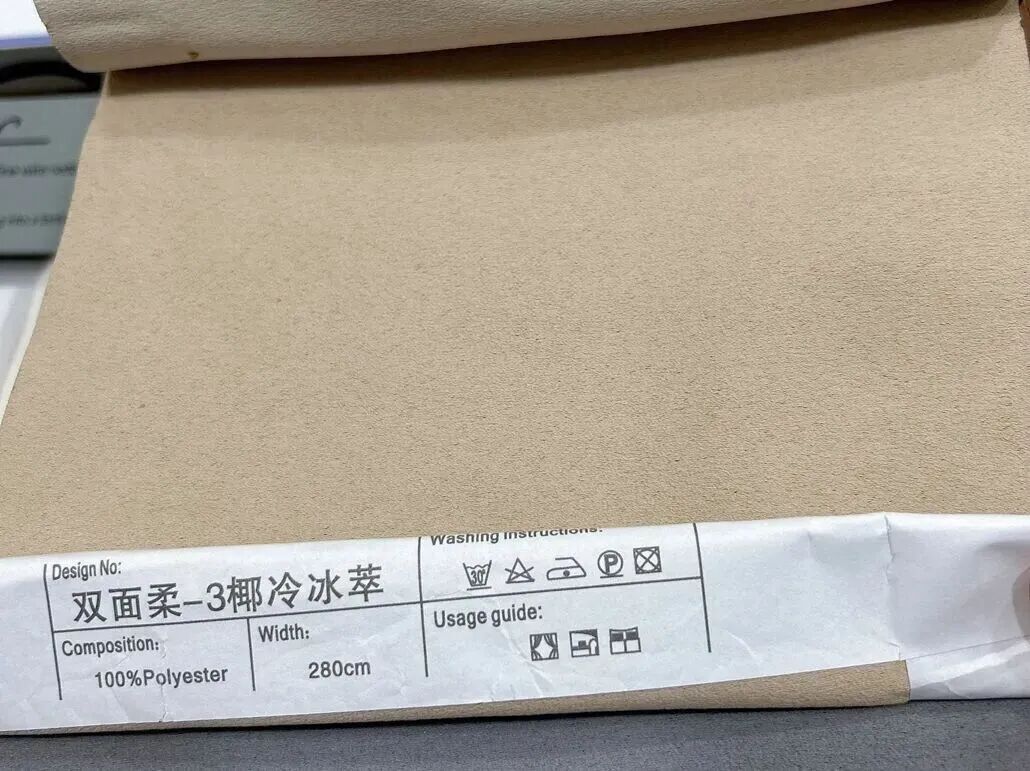 Design No:
双面柔-3椰冷冰萃
Composition:
100%Polyester
Width:
280cm
Washing Instructions:
30°
P
Usage guide: